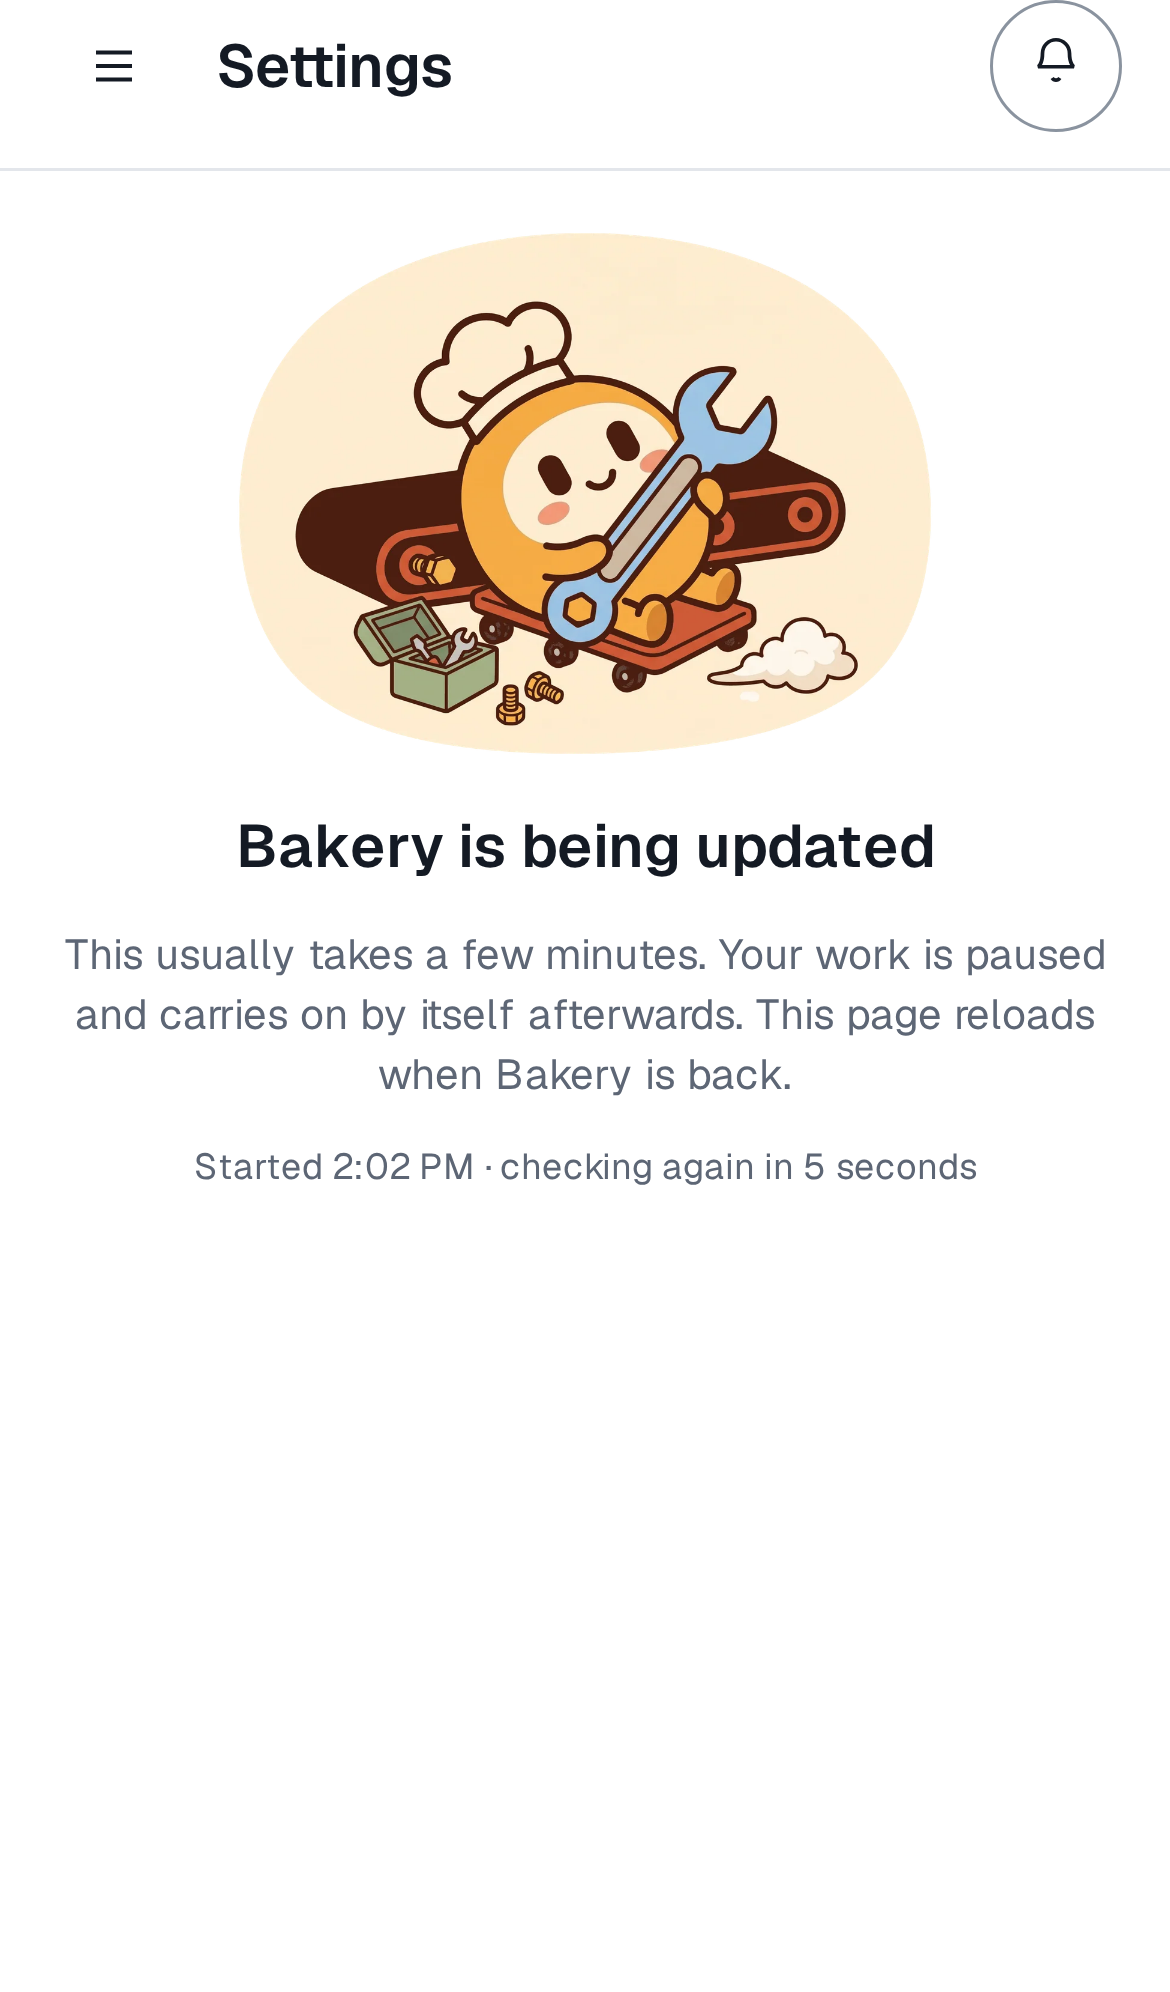 Settings
Bakery is being updated
This usually takes a few minutes. Your work is paused
and carries on by itself afterwards. This page reloads
when Bakery is back.
Started 2:02 PM · checking again in 5 seconds